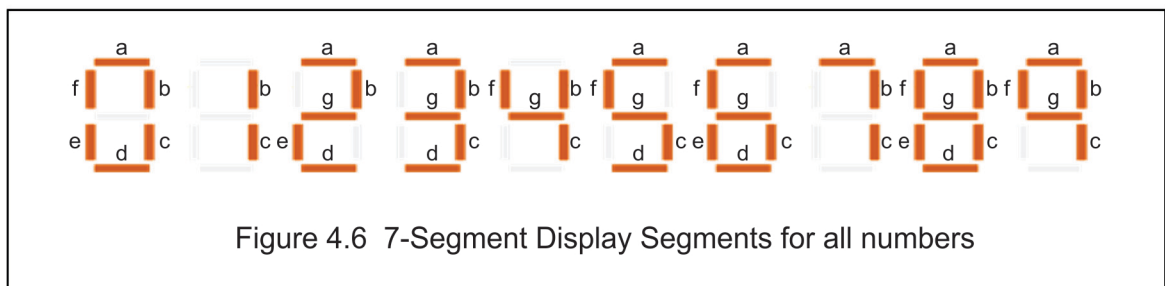 a a a a a a a a
f b b b b f b f f b f b f b
g g g g g g g
e c c e c c c e c c e c c
d d d d d d
Figure 4.6 7-Segment Display Segments for all numbers